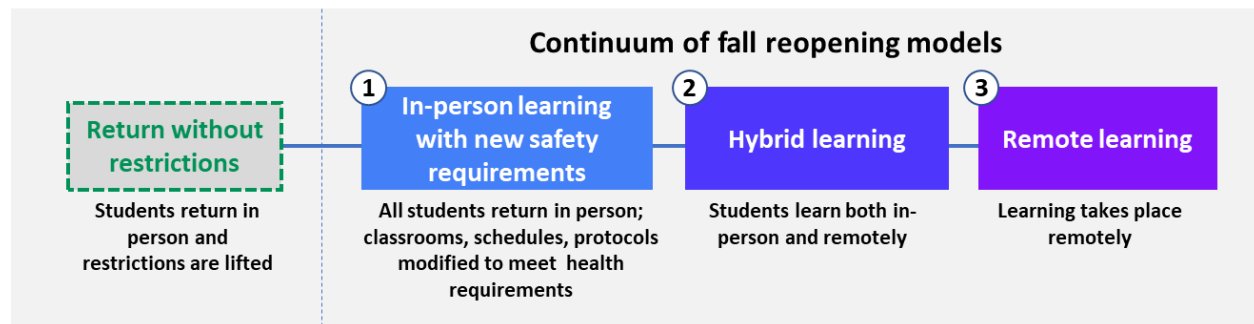 Continuum of fall reopening models
Return without
restrictions
Students return in
person and
restrictions are lifted
1
In-person learning
with new safety
requirements
All students return in person;
classrooms, schedules, protocols
modified to meet health
requirements
2
Hybrid learning
Students learn both in-
person and remotely
3
Remote learning
Learning takes place
remotely